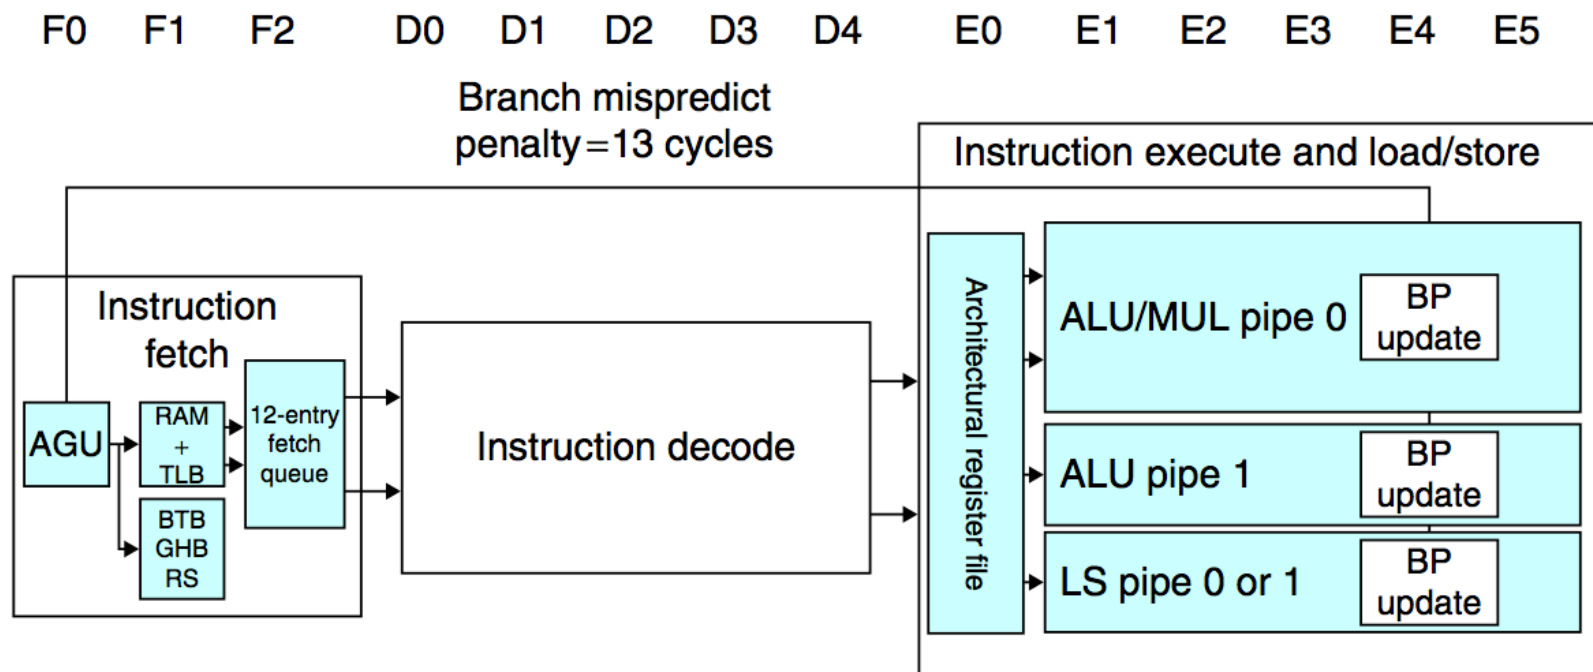 F0 F1 F2 D0 D1 D2 D3 D4 E0 E1 E2 E3 E4 E5
Branch mispredict
penalty=13 cycles
Instruction execute and load/store
Instruction
fetch
AGU
RAM
+
TLB
BTB
GHB
RS
12-entry
fetch
queue
Instruction decode
Architectural register file
ALU/MUL pipe 0
BP
update
ALU pipe 1
BP
update
LS pipe 0 or 1
BP
update